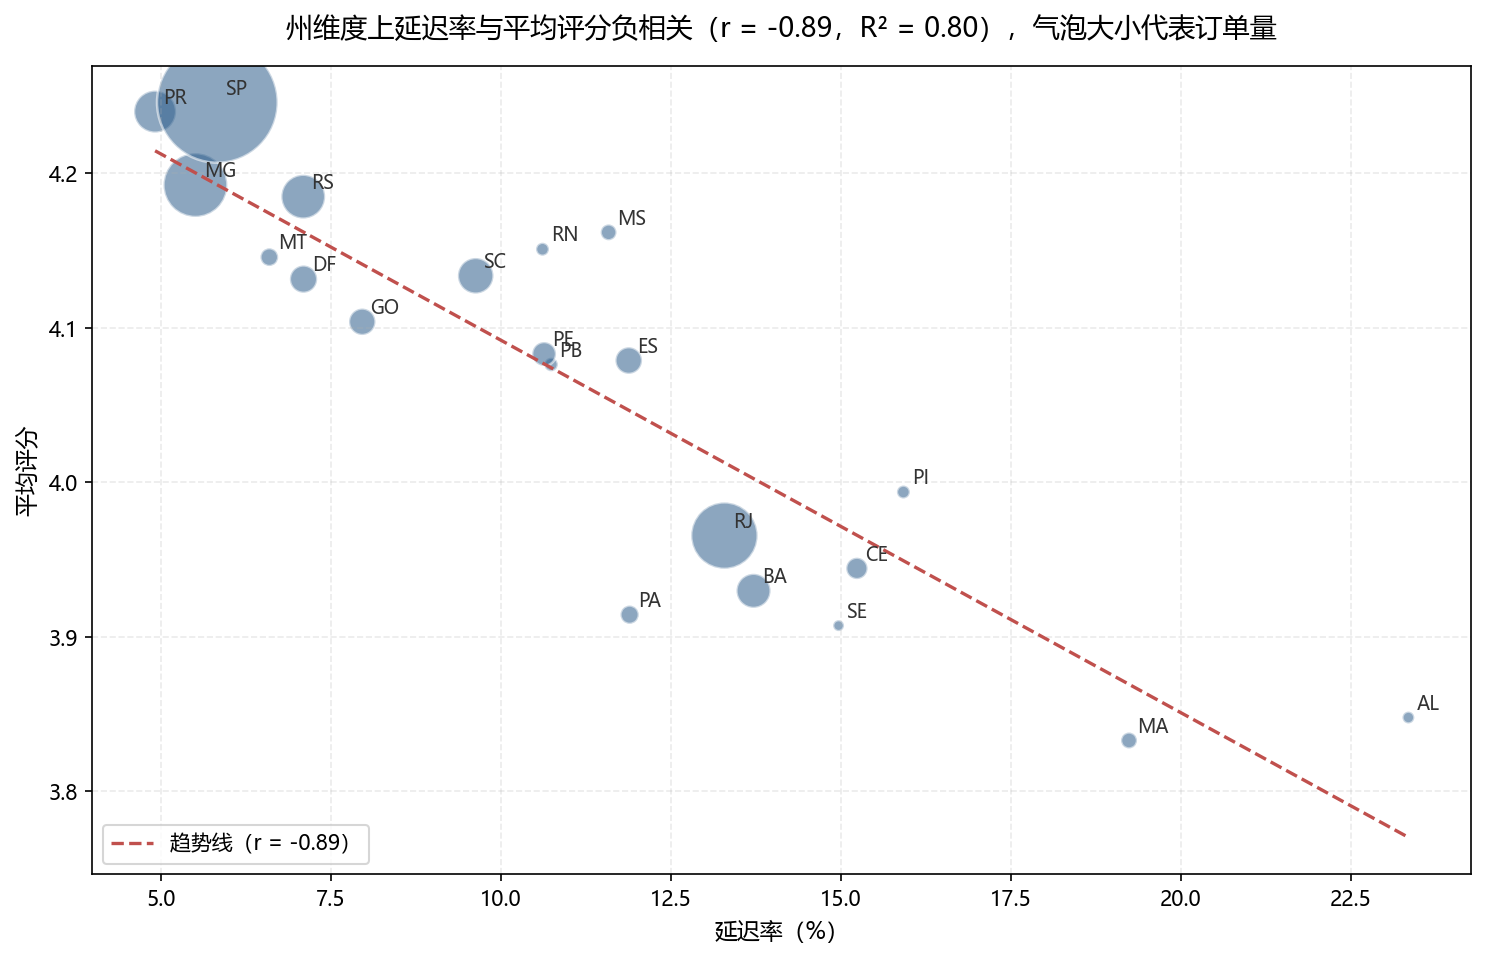 州维度上延迟率与平均评分负相关（r = -0.89，R² = 0.80），气泡大小代表订单量
平均评分
4.2
4.1
4.0
3.9
3.8
PR
SP
MG
RS
MT
DF
GO
SC
RN
MS
PE
PB
ES
PI
RJ
CE
BA
PA
SE
MA
AL
趋势线（r = -0.89）
5.0
7.5
10.0
12.5
15.0
17.5
20.0
22.5
延迟率（%）